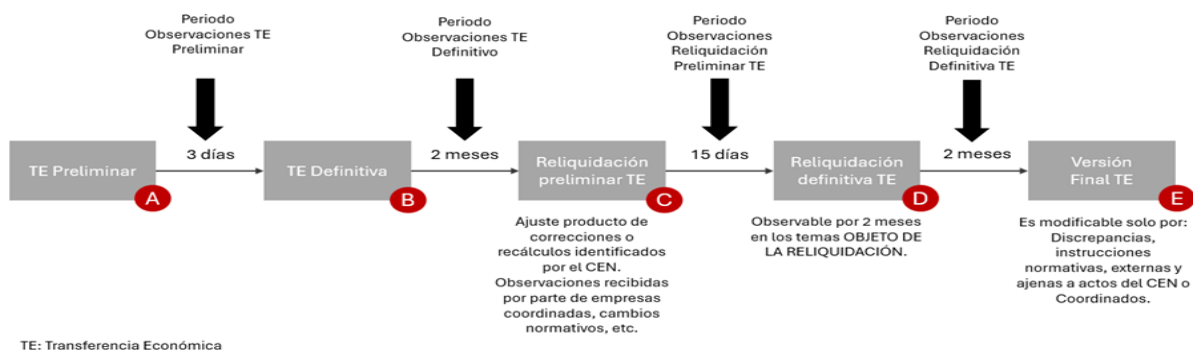 Periodo
Observaciones TE
Preliminar
Periodo
Observaciones TE
Definitivo
Periodo
Observaciones
Reliquidación
Preliminar TE
Periodo
Observaciones
Reliquidación
Definitiva TE
TE Preliminar
A
3 días
TE Definitiva
B
2 meses
Reliquidación
preliminar TE
C
15 días
Reliquidación
definitiva TE
D
2 meses
Versión
Final TE
E
Ajuste producto de
correcciones o
recálculos identificados
por el CEN.
Observaciones recibidas
por parte de empresas
coordinadas, cambios
normativos, etc.
Observable por 2 meses
en los temas OBJETO DE
LA RELIQUIDACIÓN.
Es modificable solo por:
Discrepancias,
instrucciones
normativas, externas y
ajenas a actos del CEN o
Coordinados.
TE: Transferencia Económica